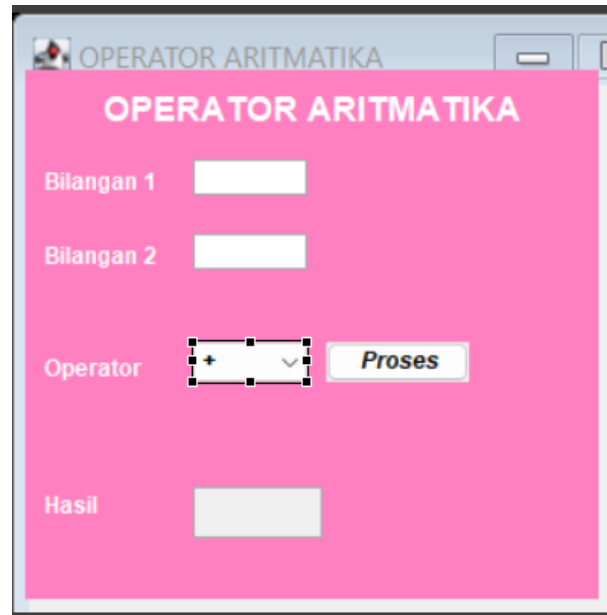 OPERATOR ARITMATIKA
OPERATOR ARITMATIKA
Bilangan 1
Bilangan 2
Operator + Proses
Hasil